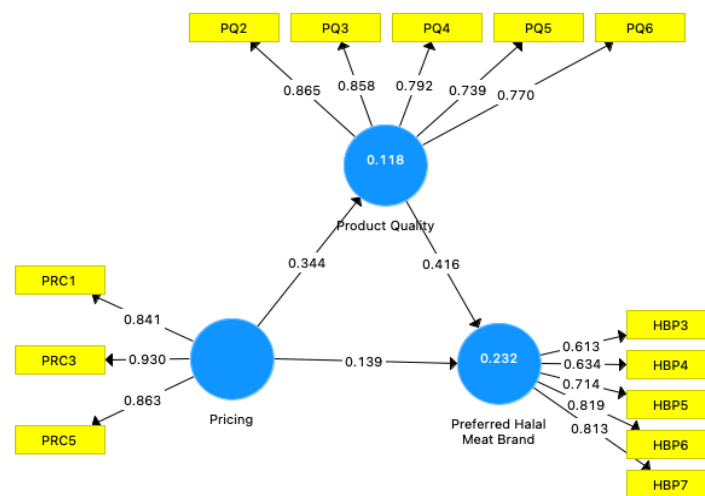 PQ2 PQ3 PQ4 PQ5 PQ6
0.865 0.858 0.792 0.739 0.770
0.118
Product Quality
0.344
0.416
PRC1
0.841
PRC3
0.930
PRC5
0.863
Pricing
0.139
0.232
Preferred Halal
Meat Brand
0.613
HBP3
0.634
HBP4
0.714
HBP5
0.819
HBP6
0.813
HBP7